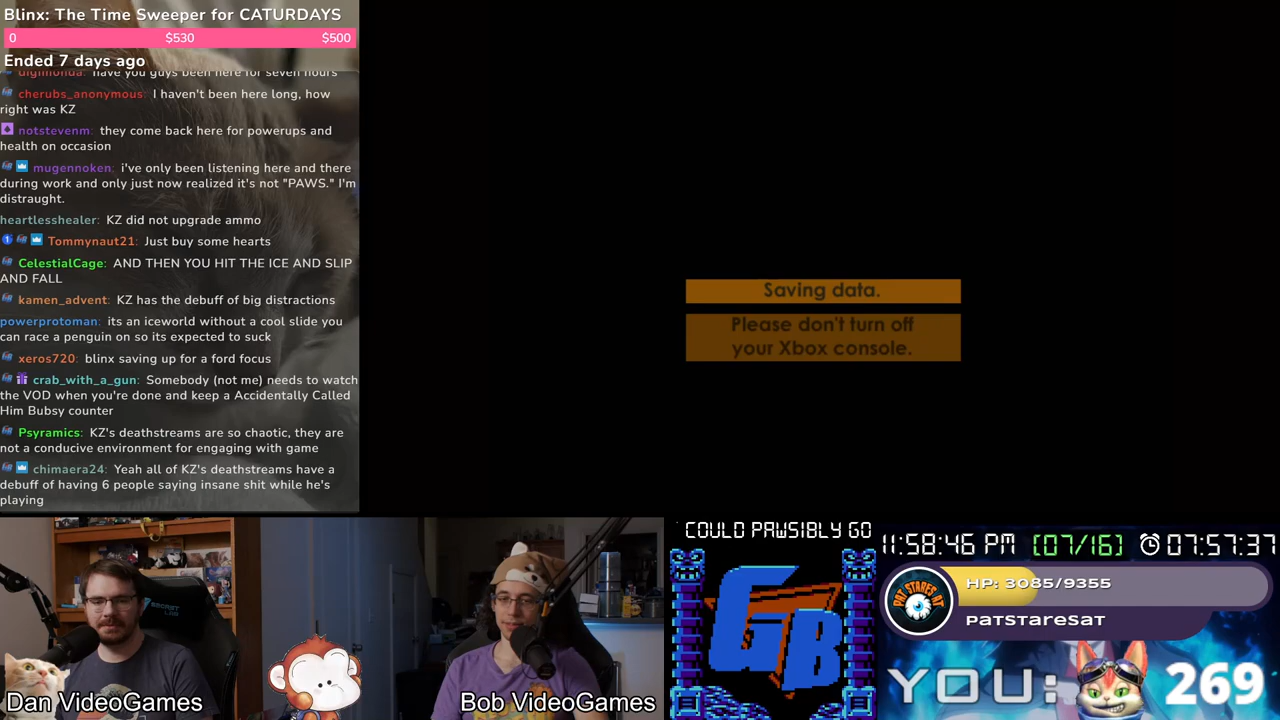 Blinx: The Time Sweeper for CATURDAYS
0 $530 $500
Ended 7 days ago
digimonda: have you guys been here for seven hours
cherubs_anonymous: I haven't been here long, how
right was KZ
notstevenm: they come back here for powerups and
health on occasion
mugennoken: i've only been listening here and there
during work and only just now realized it's not "PAWS." I'm
distraught.
heartlesshealer: KZ did not upgrade ammo
Tommynaut21: Just buy some hearts
CelestialCage: AND THEN YOU HIT THE ICE AND SLIP
AND FALL
kamen_advent: KZ has the debuff of big distractions
powerprotoman: its an iceworld without a cool slide you
can race a penguin on so its expected to suck
xeros720: blinx saving up for a ford focus
crab_with_a_gun: Somebody (not me) needs to watch
the VOD when you're done and keep a Accidentally Called
Him Bubsy counter
Psyramics: KZ's deathstreams are so chaotic, they are
not a conducive environment for engaging with game
chimaera24: Yeah all of KZ's deathstreams have a
debuff of having 6 people saying insane shit while he's
playing
Saving data.
Please don't turn off
your Xbox console.
Dan VideoGames
Bob VideoGames
COULD PAWSIBLY GO
GB
11:58:46 PM [07/16] 07:57:37
PAT STARES AT
HP: 3085/9355
PatStaresAt
YOU: 269